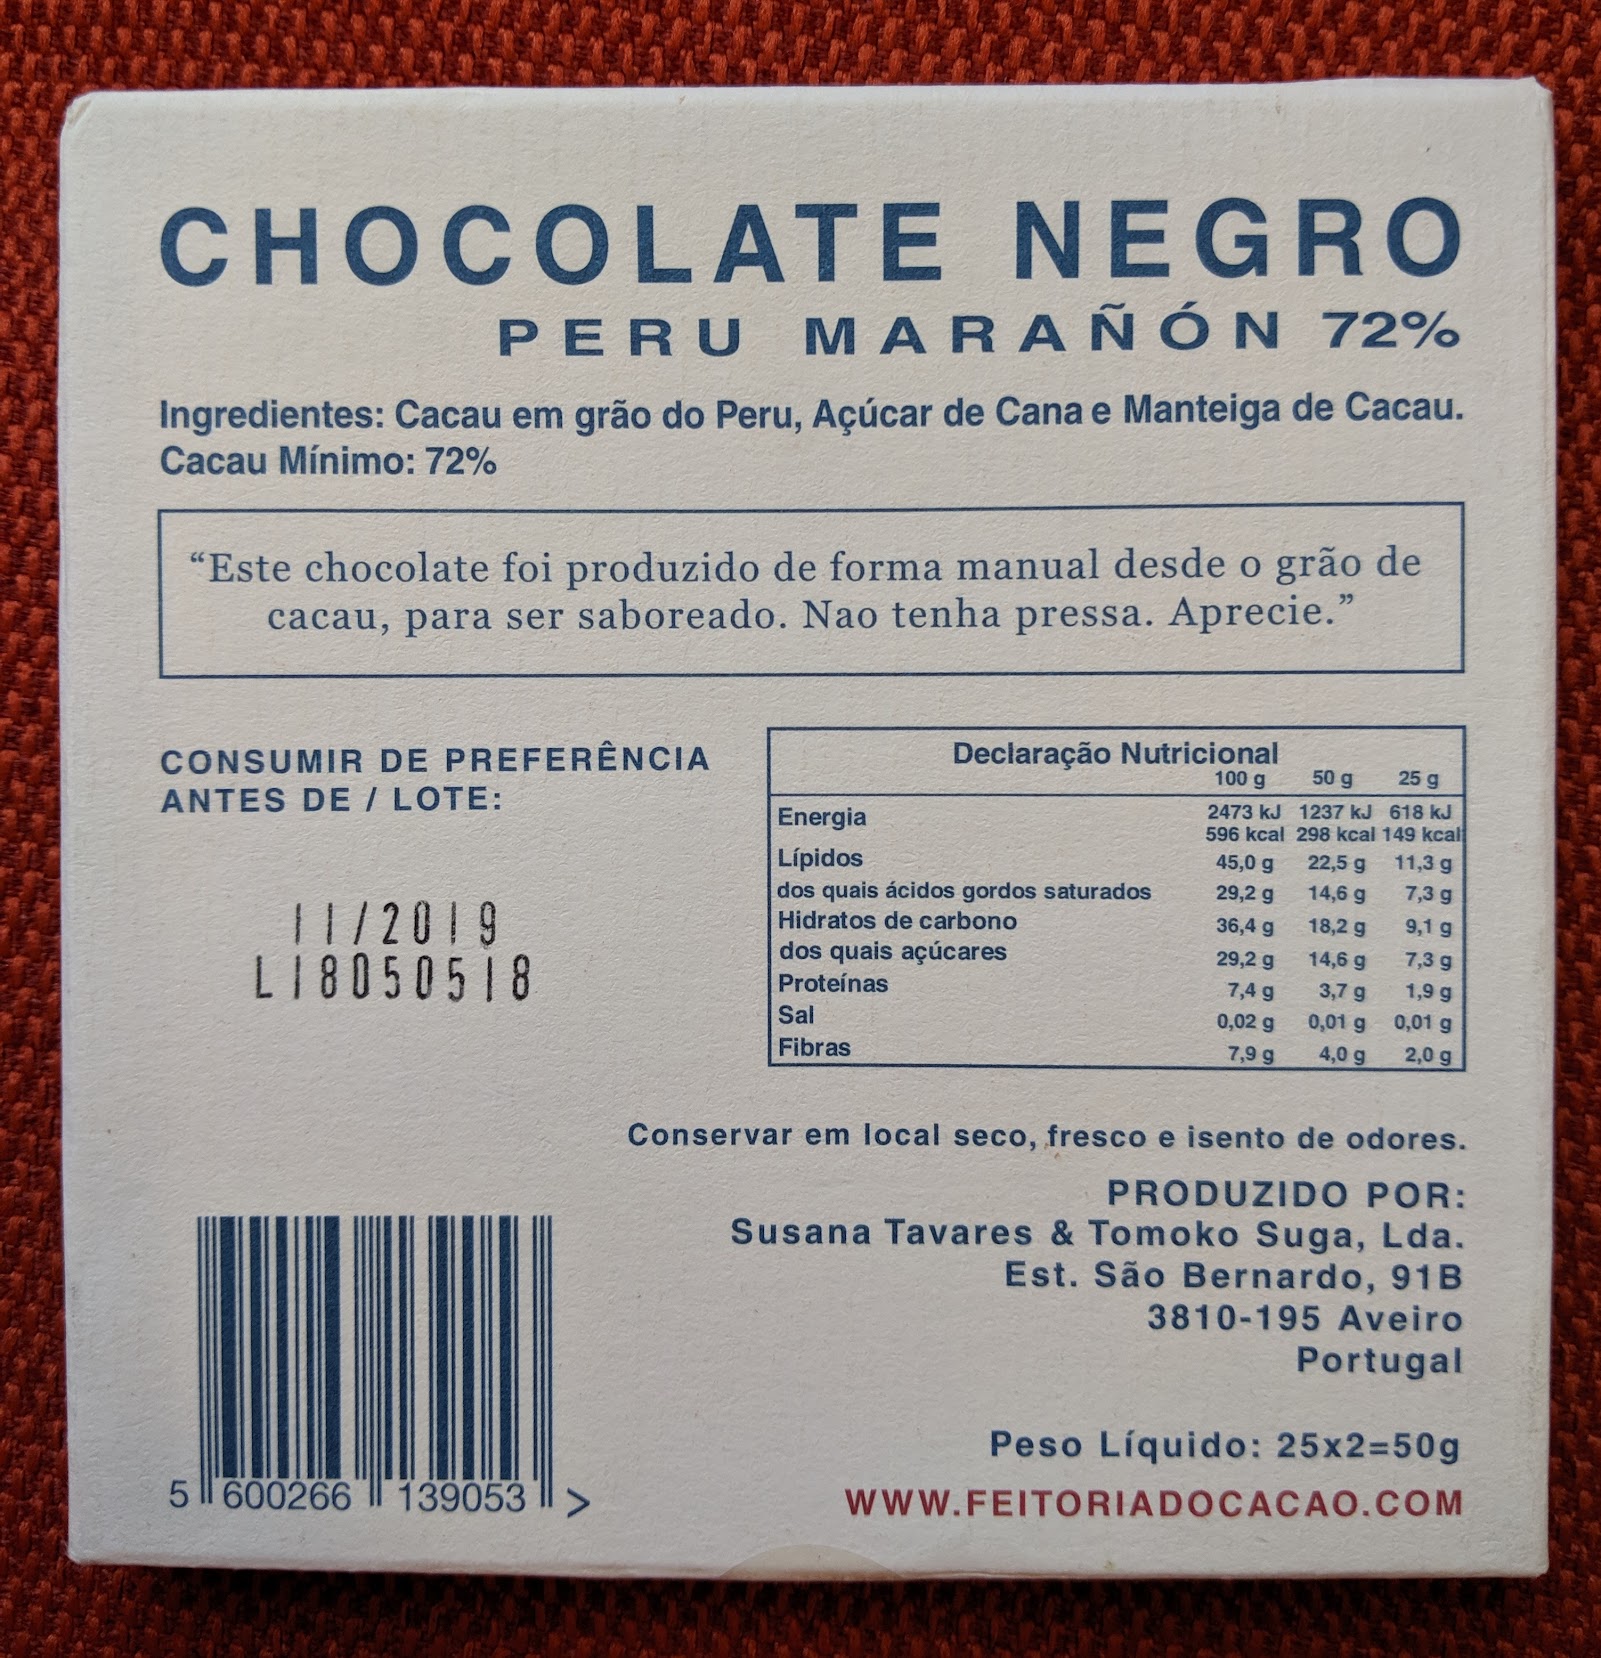 CHOCOLATE NEGRO
PERU MARAÑÓN 72%
Ingredientes: Cacau em grão do Peru, Açúcar de Cana e Manteiga de Cacau.
Cacau Mínimo: 72%
“Este chocolate foi produzido de forma manual desde o grão de
cacau, para ser saboreado. Nao tenha pressa. Aprecie.”
CONSUMIR DE PREFERÊNCIA
ANTES DE / LOTE:
11/2019
L18050518
Declaração Nutricional
100 g 50 g 25 g
Energia 2473 kJ 1237 kJ 618 kJ
596 kcal 298 kcal 149 kcal
Lípidos 45,0 g 22,5 g 11,3 g
dos quais ácidos gordos saturados 29,2 g 14,6 g 7,3 g
Hidratos de carbono 36,4 g 18,2 g 9,1 g
dos quais açúcares 29,2 g 14,6 g 7,3 g
Proteínas 7,4 g 3,7 g 1,9 g
Sal 0,02 g 0,01 g 0,01 g
Fibras 7,9 g 4,0 g 2,0 g
Conservar em local seco, fresco e isento de odores.
PRODUZIDO POR:
Susana Tavares & Tomoko Suga, Lda.
Est. São Bernardo, 91B
3810-195 Aveiro
Portugal
Peso Líquido: 25x2=50g
WWW.FEITORIADOCACAO.COM
5 600266 139053 >